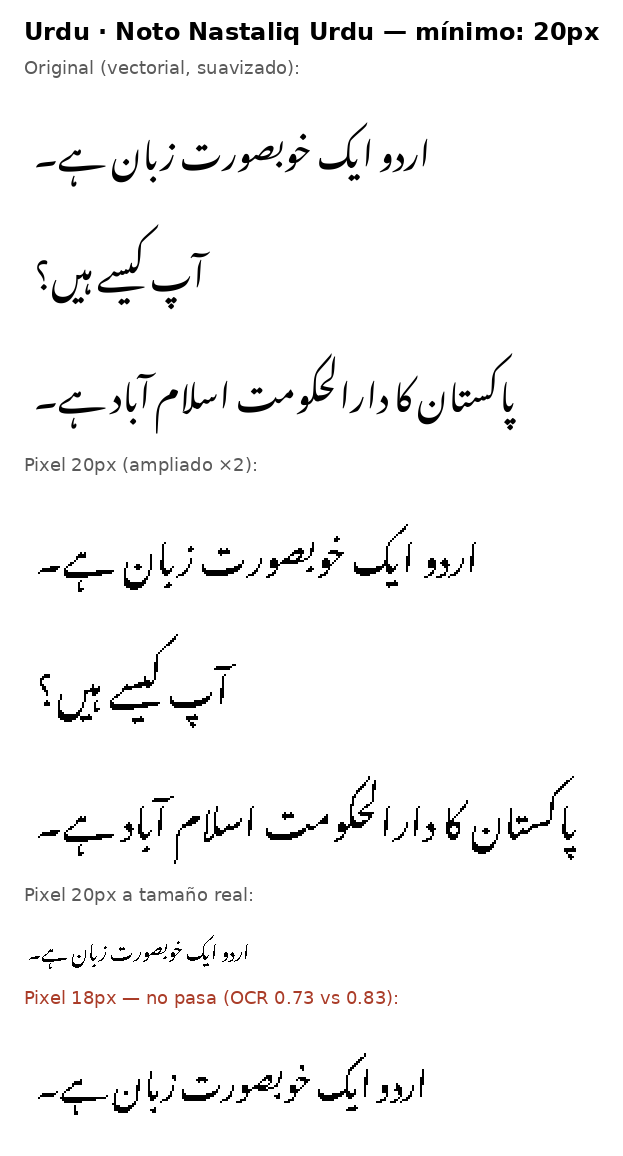 Urdu · Noto Nastaliq Urdu — mínimo: 20px
Original (vectorial, suavizado):
اردو ایک خوبصورت زبان ہے۔
آپ کیسے ہیں؟
پاکستان کا دارالحکومت اسلام آباد ہے۔
Pixel 20px (ampliado ×2):
اردو ایک خوبصورت زبان ہے۔
آپ کیسے ہیں؟
پاکستان کا دارالحکومت اسلام آباد ہے۔
Pixel 20px a tamaño real:
اردو ایک خوبصورت زبان ہے۔
Pixel 18px — no pasa (OCR 0.73 vs 0.83):
اردو ایک خوبصورت زبان ہے۔